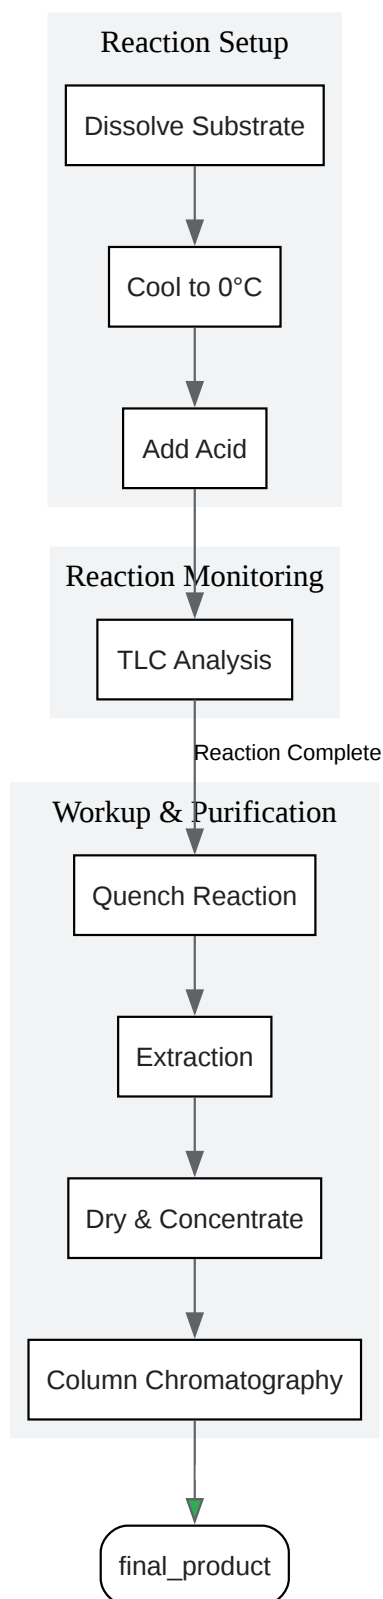 Reaction Setup
Dissolve Substrate
Cool to 0°C
Add Acid
Reaction Monitoring
TLC Analysis
Reaction Complete
Workup & Purification
Quench Reaction
Extraction
Dry & Concentrate
Column Chromatography
final_product